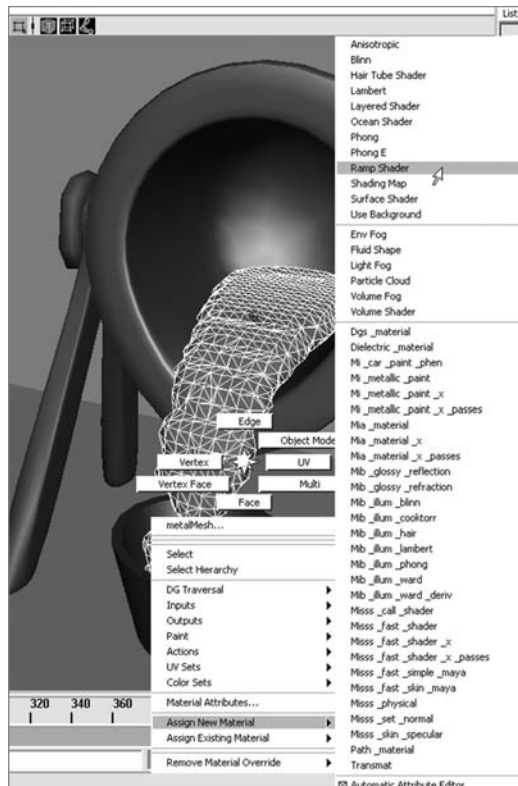 List
Anisotropic
Blinn
Hair Tube Shader
Lambert
Layered Shader
Ocean Shader
Phong
Phong E
Ramp Shader
Shading Map
Surface Shader
Use Background
Env Fog
Fluid Shape
Light Fog
Particle Cloud
Volume Fog
Volume Shader
Dgs _material
Dielectric _material
Mi _car _paint _phen
Mi _metallic _paint
Mi _metallic _paint _x
Mi _metallic _paint _x _passes
Mia _material
Mia _material _x
Mia _material _x _passes
Mib _glossy _reflection
Mib _glossy _refraction
Mib _illum _blinn
Mib _illum _cooktorr
Mib _illum _hair
Mib _illum _lambert
Mib _illum _phong
Mib _illum _ward
Mib _illum _ward _deriv
Misss _call _shader
Misss _fast _shader
Misss _fast _shader _x
Misss _fast _shader _x _passes
Misss _fast _simple _maya
Misss _fast _skin _maya
Misss _physical
Misss _set _normal
Misss _skin _specular
Path _material
Transmat
Automatic Attribute Editor
Edge
Object Mode
Vertex
UV
Vertex Face
Multi
Face
metalMesh...
Select
Select Hierarchy
DG Traversal
Inputs
Outputs
Paint
Actions
UV Sets
Color Sets
Material Attributes...
Assign New Material
Assign Existing Material
Remove Material Override
320 340 360